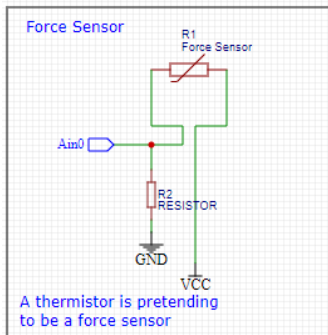 Force Sensor
R1
Force Sensor
Ain0
R2
RESISTOR
GND
VCC
A thermistor is pretending
to be a force sensor